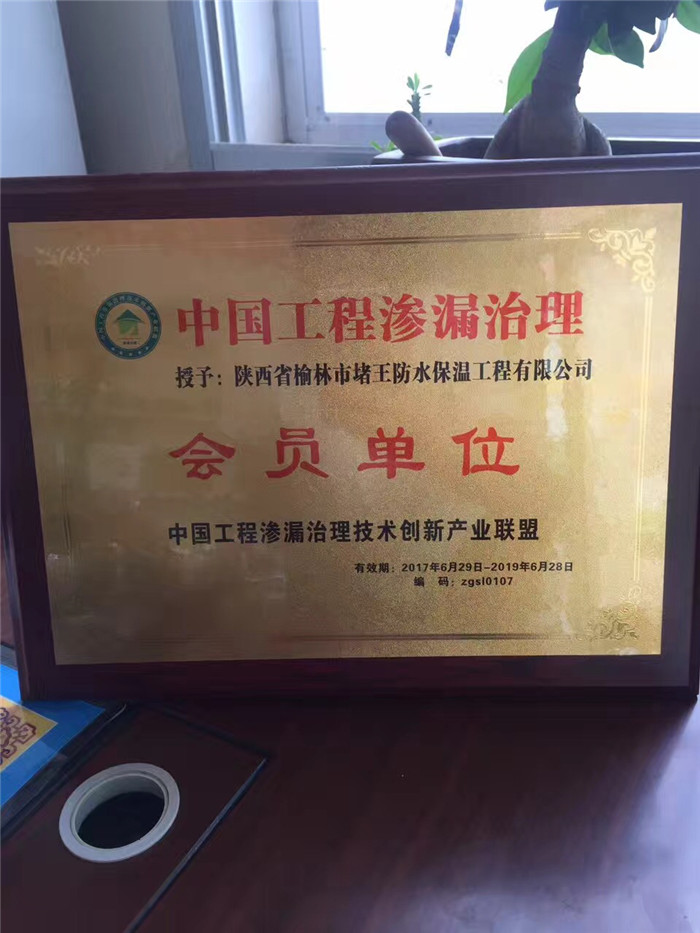 中国工程渗漏治理
授予：陕西省榆林市堵王防水保温工程有限公司
会员单位
中国工程渗漏治理技术创新产业联盟
有效期：2017年6月29日-2019年6月28日
编 码：zgsl0107